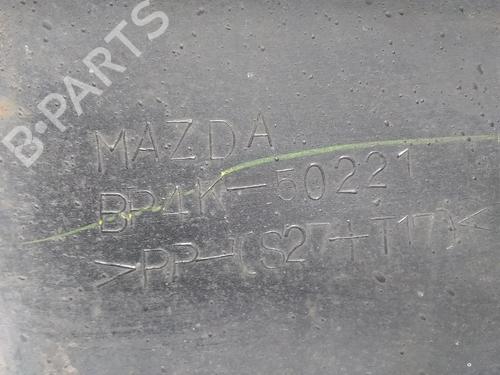 B-PARTS
MAZDA
BP4K-50221
>PP-(S27+T17)<